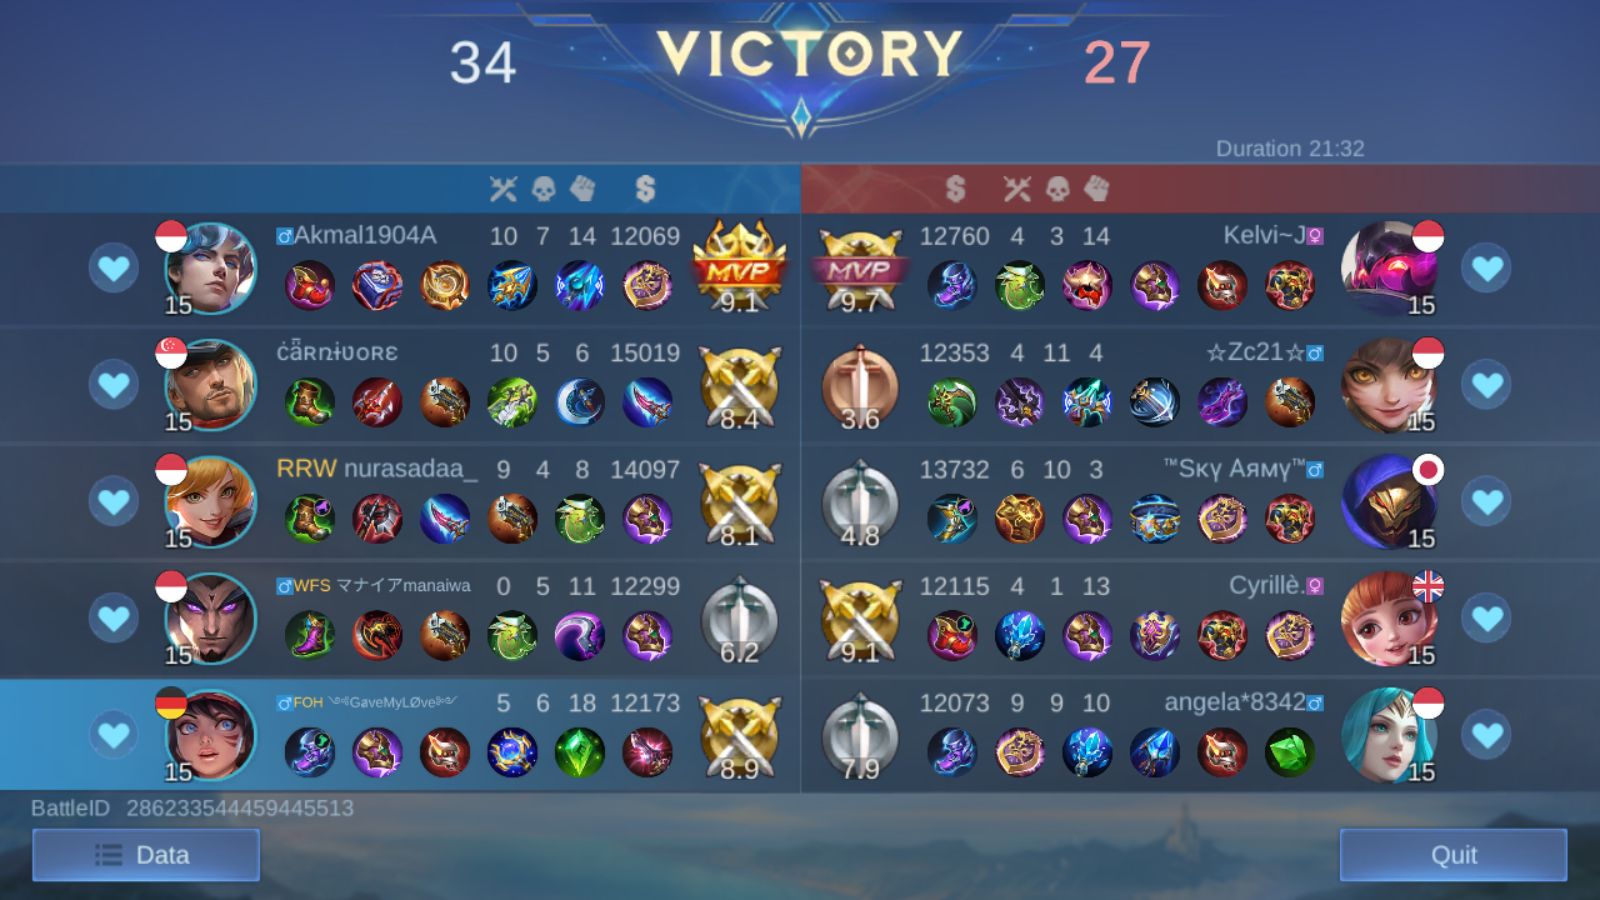 34 VICTORY 27
Duration 21:32
Akmal1904A 10 7 14 12069 MVP 9.1
15
MVP 9.7 12760 4 3 14 Kelvi~J
15
10 5 6 15019 8.4
15
3.6 12353 4 11 4 ☆Zc21☆
15
RRW nurasadaa_ 9 4 8 14097 8.1
15
4.8 13732 6 10 3 ™Sκγ Aямγ™
15
WFS マナイアmanaiwa 0 5 11 12299 6.2
15
9.1 12115 4 1 13 Cyrillè.
15
FOH GaveMyLØve 5 6 18 12173 8.9
15
7.9 12073 9 9 10 angela*8342
15
BattleID 286233544459445513
Data
Quit